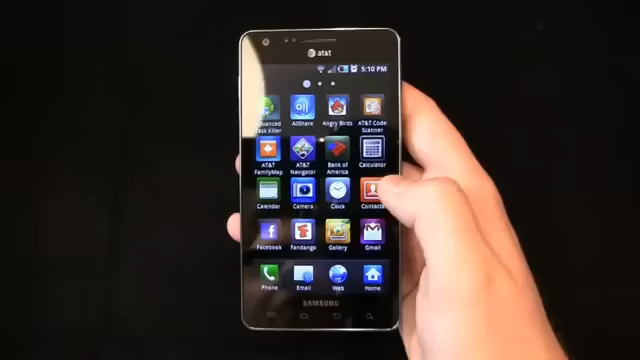 at&t
5:10 PM
Advanced Task Killer
AllShare
Angry Birds
AT&T Code Scanner
AT&T FamilyMap
AT&T Navigator
Bank of America
Calculator
Calendar
Camera
Clock
Contacts
Facebook
Fandango
Gallery
Gmail
Phone
Email
Web
Home
SAMSUNG